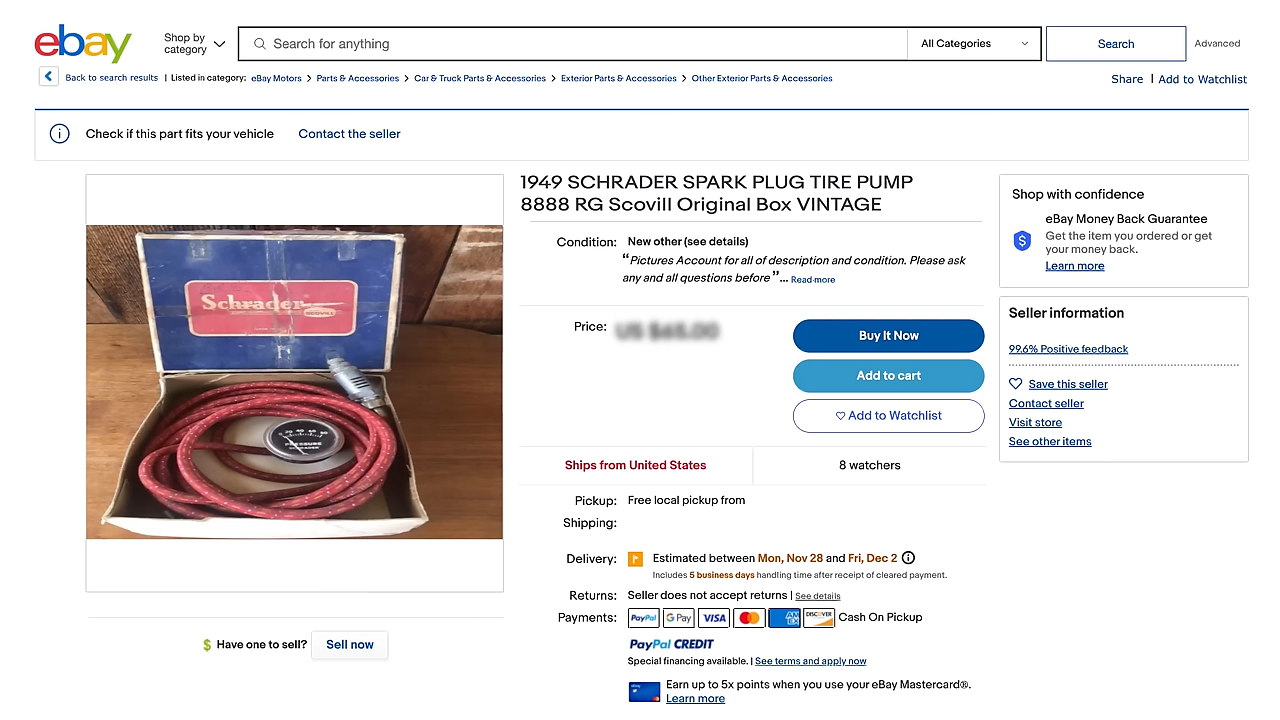 ebay
Shop by
category
Search for anything
All Categories
Search
Advanced
Back to search results | Listed in category: eBay Motors > Parts & Accessories > Car & Truck Parts & Accessories > Exterior Parts & Accessories > Other Exterior Parts & Accessories
Share | Add to Watchlist
Check if this part fits your vehicle Contact the seller
1949 SCHRADER SPARK PLUG TIRE PUMP
8888 RG Scovill Original Box VINTAGE
Condition: New other (see details)
“Pictures Account for all of description and condition. Please ask
any and all questions before ”... Read more
Price:
Buy It Now
Add to cart
Add to Watchlist
Ships from United States
8 watchers
Pickup: Free local pickup from
Shipping:
Delivery: Estimated between Mon, Nov 28 and Fri, Dec 2
Includes 5 business days handling time after receipt of cleared payment.
Returns: Seller does not accept returns | See details
Payments: PayPal G Pay VISA AM EX DISCOVER Cash On Pickup
PayPal CREDIT
Special financing available. | See terms and apply now
Earn up to 5x points when you use your eBay Mastercard®.
Learn more
Shop with confidence
eBay Money Back Guarantee
Get the item you ordered or get
your money back.
Learn more
Seller information
99.6% Positive feedback
Save this seller
Contact seller
Visit store
See other items
Schrader
SCOVILL
PRESSURE
$ Have one to sell? Sell now